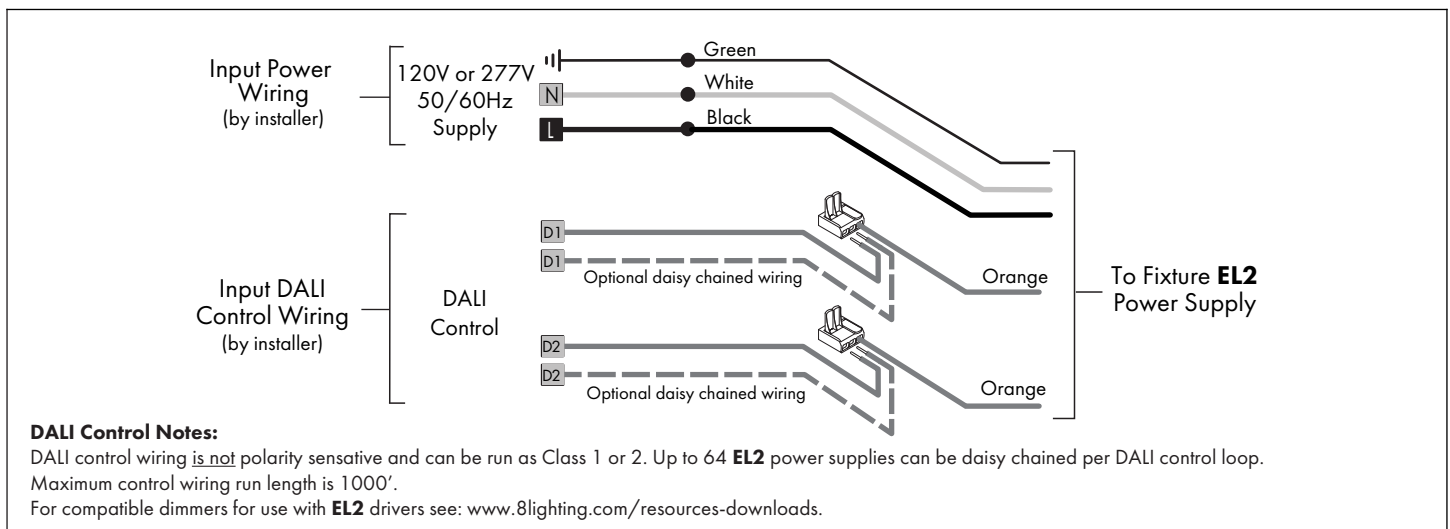 Input Power
Wiring
(by installer)
120V or 277V
50/60Hz
Supply
N
L
Green
White
Black
Input DALI
Control Wiring
(by installer)
DALI
Control
D1
D1
Optional daisy chained wiring
Orange
D2
D2
Optional daisy chained wiring
Orange
To Fixture EL2
Power Supply
DALI Control Notes:
DALI control wiring is not polarity sensative and can be run as Class 1 or 2. Up to 64 EL2 power supplies can be daisy chained per DALI control loop.
Maximum control wiring run length is 1000’.
For compatible dimmers for use with EL2 drivers see: www.8lighting.com/resources-downloads.